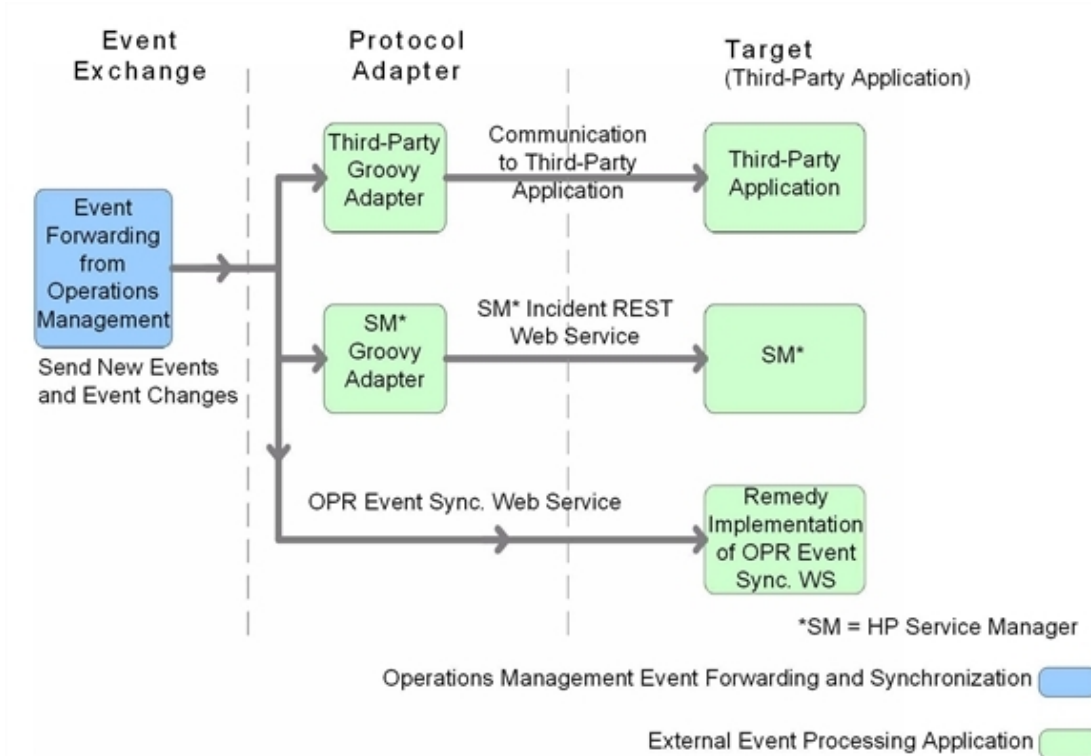 Event
Exchange
Protocol
Adapter
Target
(Third-Party Application)
Third-Party
Groovy
Adapter
Communication
to Third-Party
Application
Third-Party
Application
Event
Forwarding
from
Operations
Management
Send New Events
and Event Changes
SM*
Groovy
Adapter
SM* Incident REST
Web Service
SM*
OPR Event Sync. Web Service
Remedy
Implementation
of OPR Event
Sync. WS
*SM = HP Service Manager
Operations Management Event Forwarding and Synchronization
External Event Processing Application